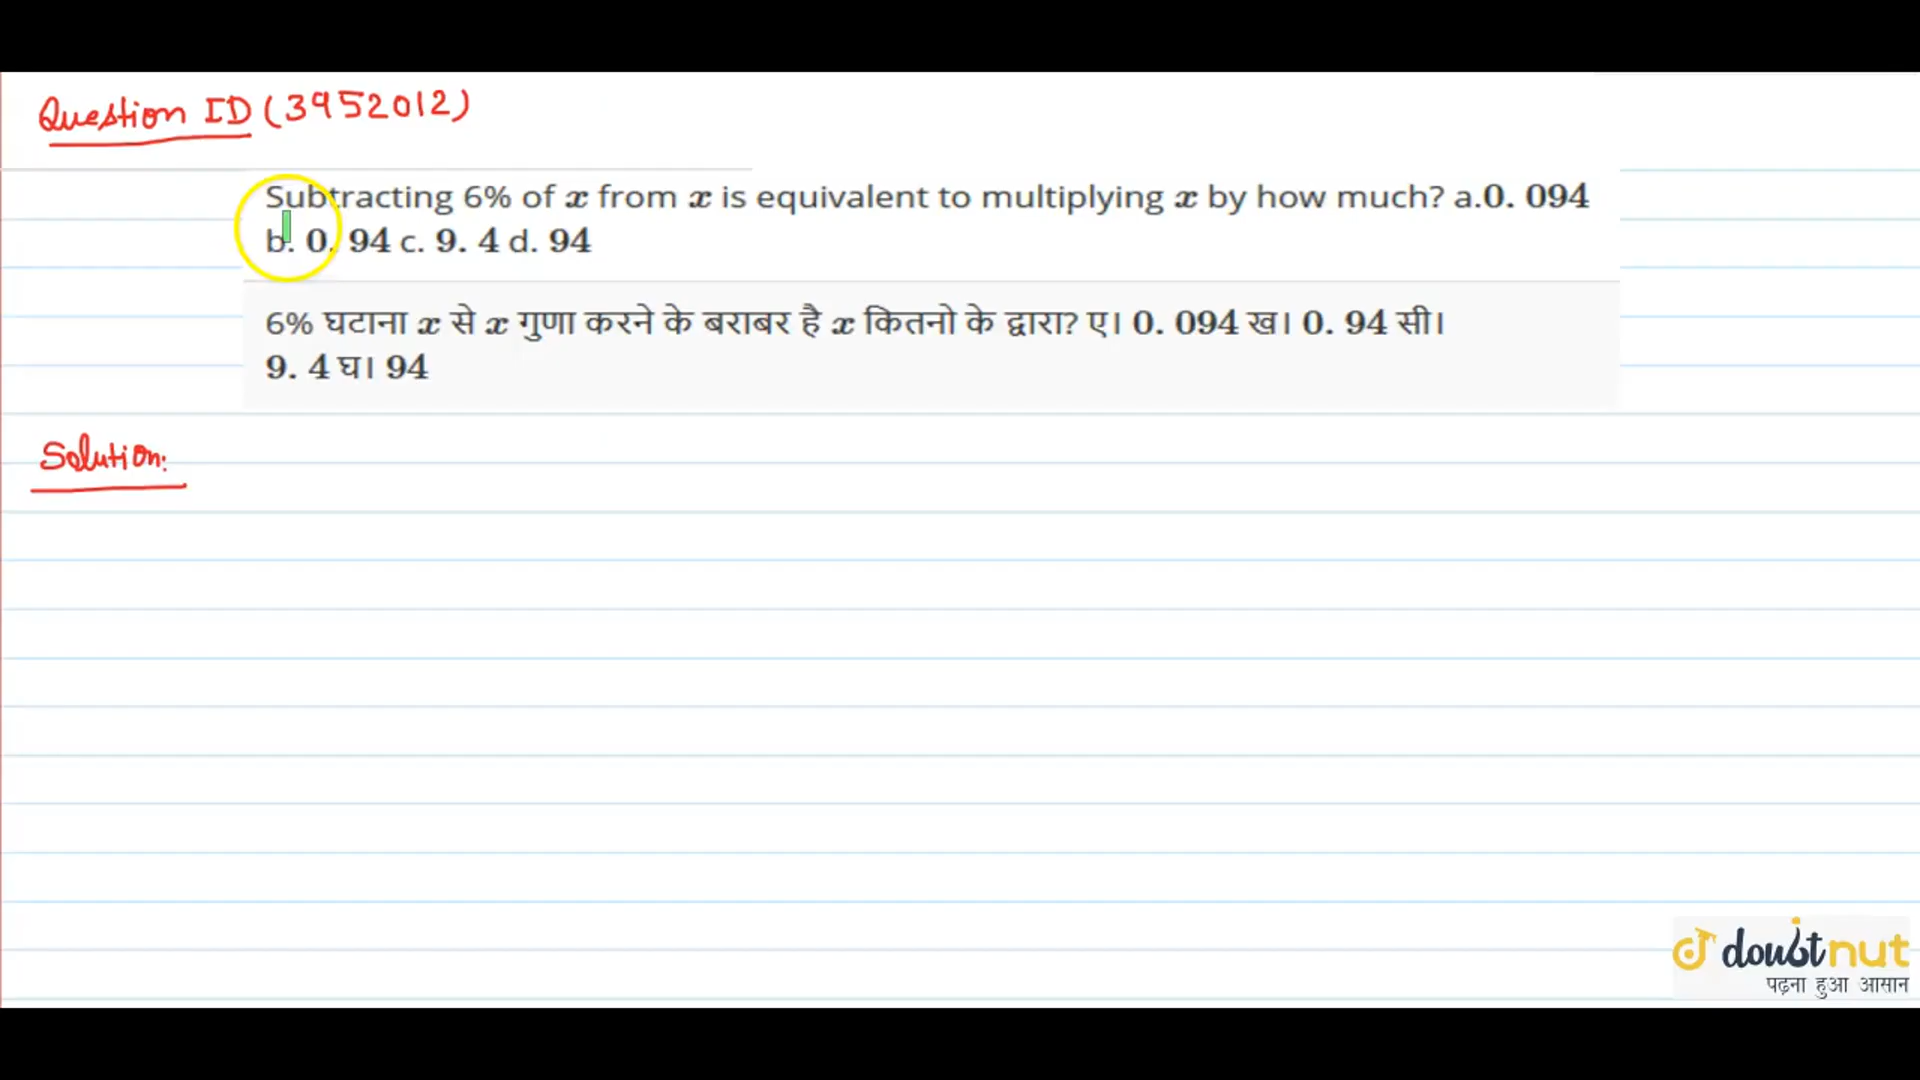 Question ID (3952012)
Subtracting 6% of x from x is equivalent to multiplying x by how much? a.0. 094
b. 0. 94 c. 9. 4 d. 94
6% घटाना x से x गुणा करने के बराबर है x कितनो के द्वारा? ए। 0. 094 ख। 0. 94 सी।
9. 4 घ। 94
Solution:
doubtnut
पढ़ना हुआ आसान